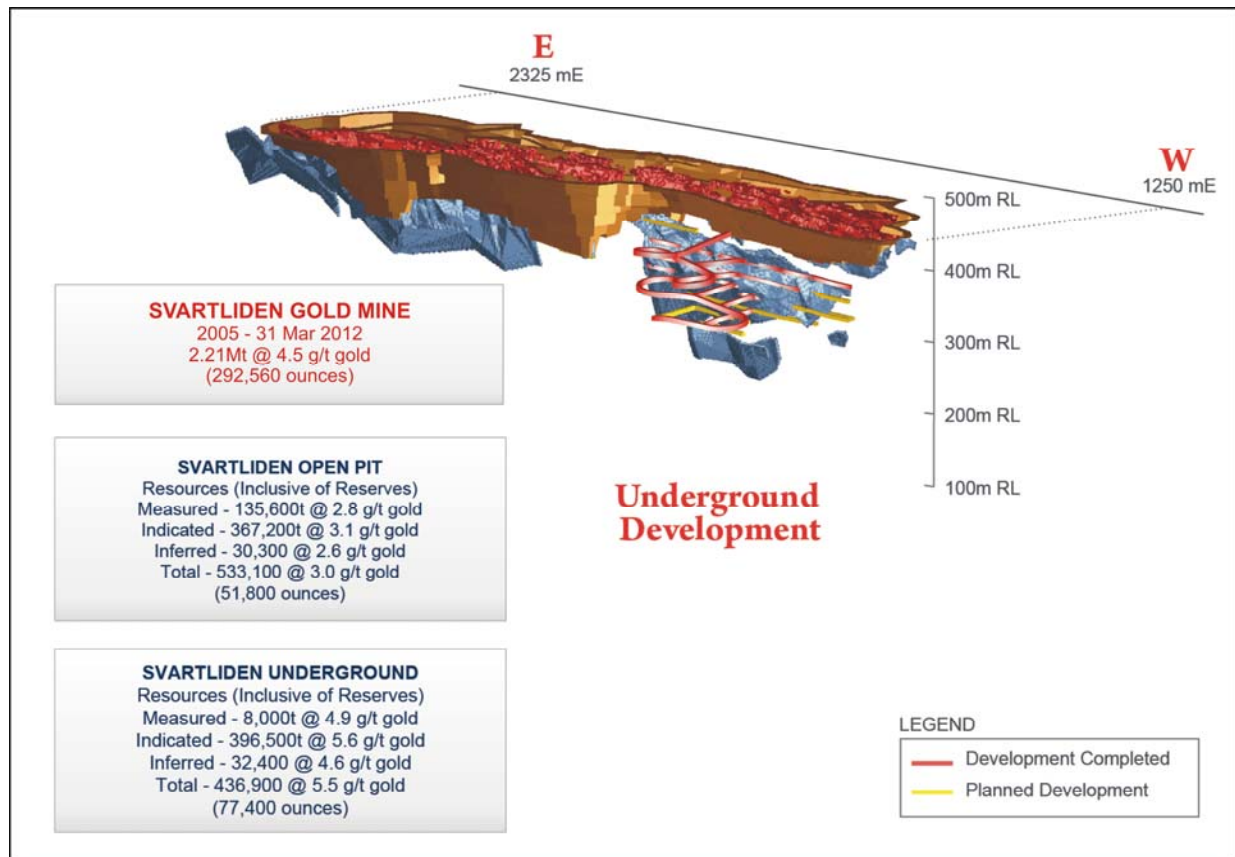 E
2325 mE
W
1250 mE
500m RL
400m RL
300m RL
200m RL
100m RL
SVARTLIDEN GOLD MINE
2005 - 31 Mar 2012
2.21Mt @ 4.5 g/t gold
(292,560 ounces)
SVARTLIDEN OPEN PIT
Resources (Inclusive of Reserves)
Measured - 135,600t @ 2.8 g/t gold
Indicated - 367,200t @ 3.1 g/t gold
Inferred - 30,300 @ 2.6 g/t gold
Total - 533,100 @ 3.0 g/t gold
(51,800 ounces)
Underground
Development
SVARTLIDEN UNDERGROUND
Resources (Inclusive of Reserves)
Measured - 8,000t @ 4.9 g/t gold
Indicated - 396,500t @ 5.6 g/t gold
Inferred - 32,400 @ 4.6 g/t gold
Total - 436,900 @ 5.5 g/t gold
(77,400 ounces)
LEGEND
Development Completed
Planned Development